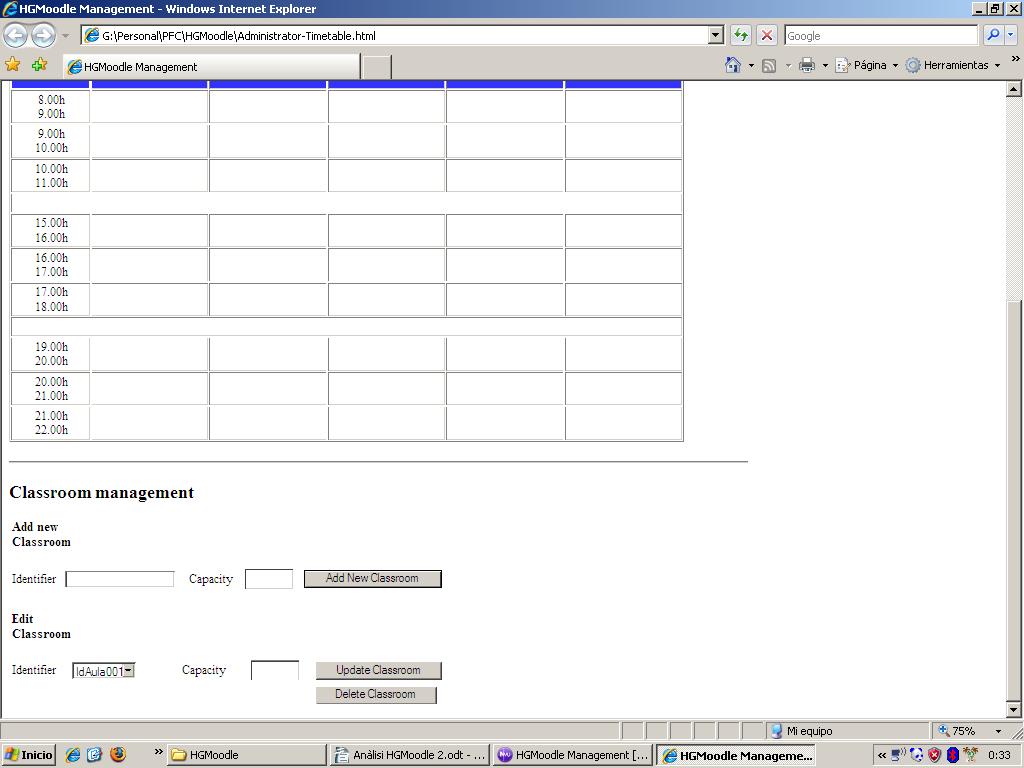 HGMoodle Management - Windows Internet Explorer
G:\Personal\PFC\HGMoodle\Administrator-Timetable.html
Google
HGMoodle Management
Página
Herramientas
8.00h
9.00h
9.00h
10.00h
10.00h
11.00h
15.00h
16.00h
16.00h
17.00h
17.00h
18.00h
19.00h
20.00h
20.00h
21.00h
21.00h
22.00h
Classroom management
Add new
Classroom
Identifier Capacity Add New Classroom
Edit
Classroom
Identifier IdAula001 Capacity Update Classroom
Delete Classroom
Mi equipo 75%
Inicio HGMoodle Anàlisi HGMoodle 2.odt - ... HGMoodle Management [... HGMoodle Manageme... 0:33